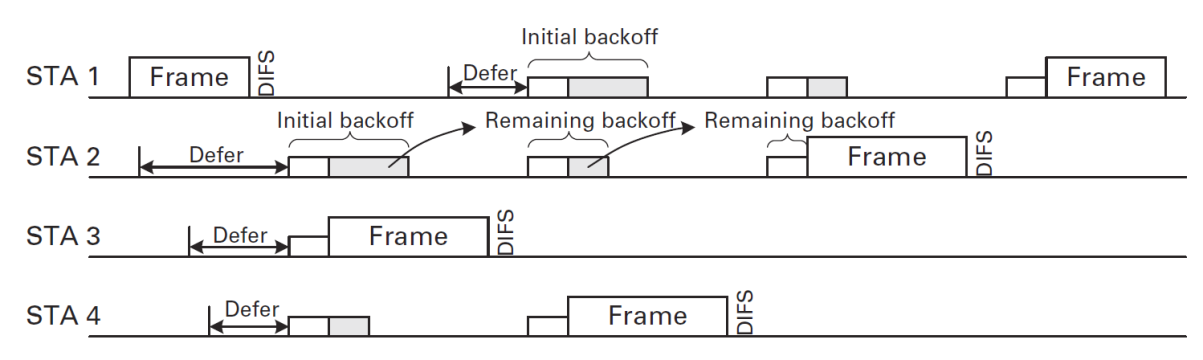 Initial backoff
STA 1 Frame DIFS Defer Frame
Initial backoff Remaining backoff Remaining backoff
STA 2 Defer Frame DIFS
STA 3 Defer Frame DIFS
STA 4 Defer Frame DIFS